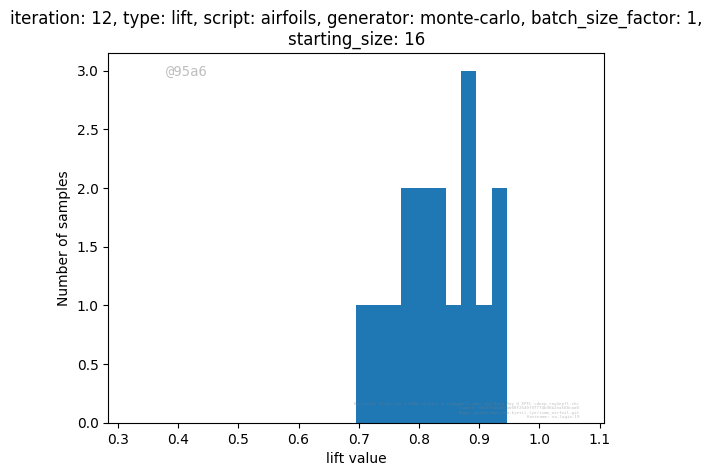 iteration: 12, type: lift, script: airfoils, generator: monte-carlo, batch_size_factor: 1,
starting_size: 16
@95a6
3.0
2.5
2.0
1.5
1.0
0.5
0.0
Number of samples
0.3 0.4 0.5 0.6 0.7 0.8 0.9 1.0 1.1
lift value